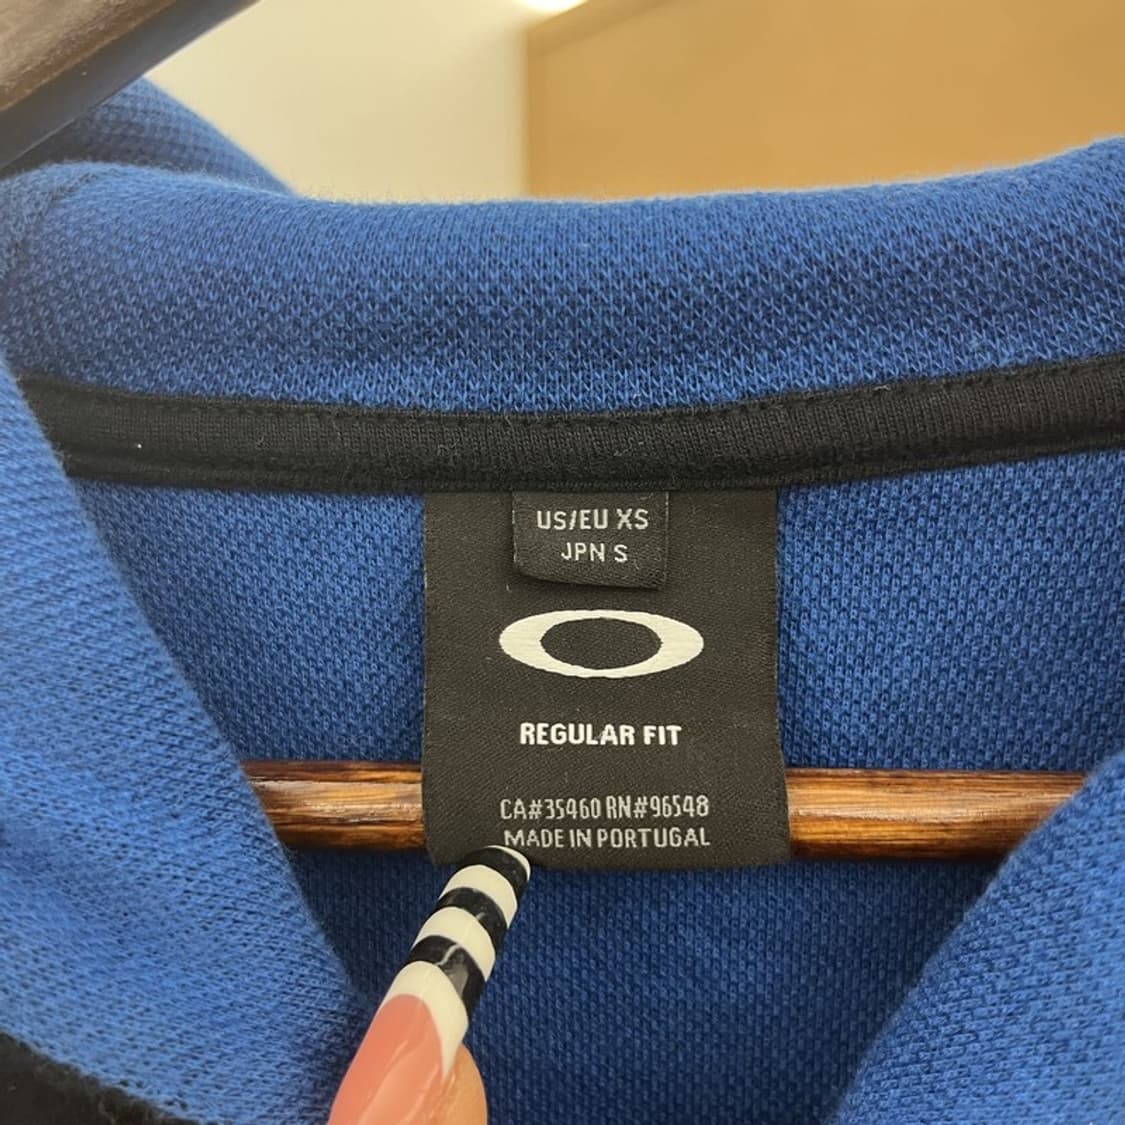 US/EU XS
JPN S
REGULAR FIT
CA#35460 RN#96548
MADE IN PORTUGAL